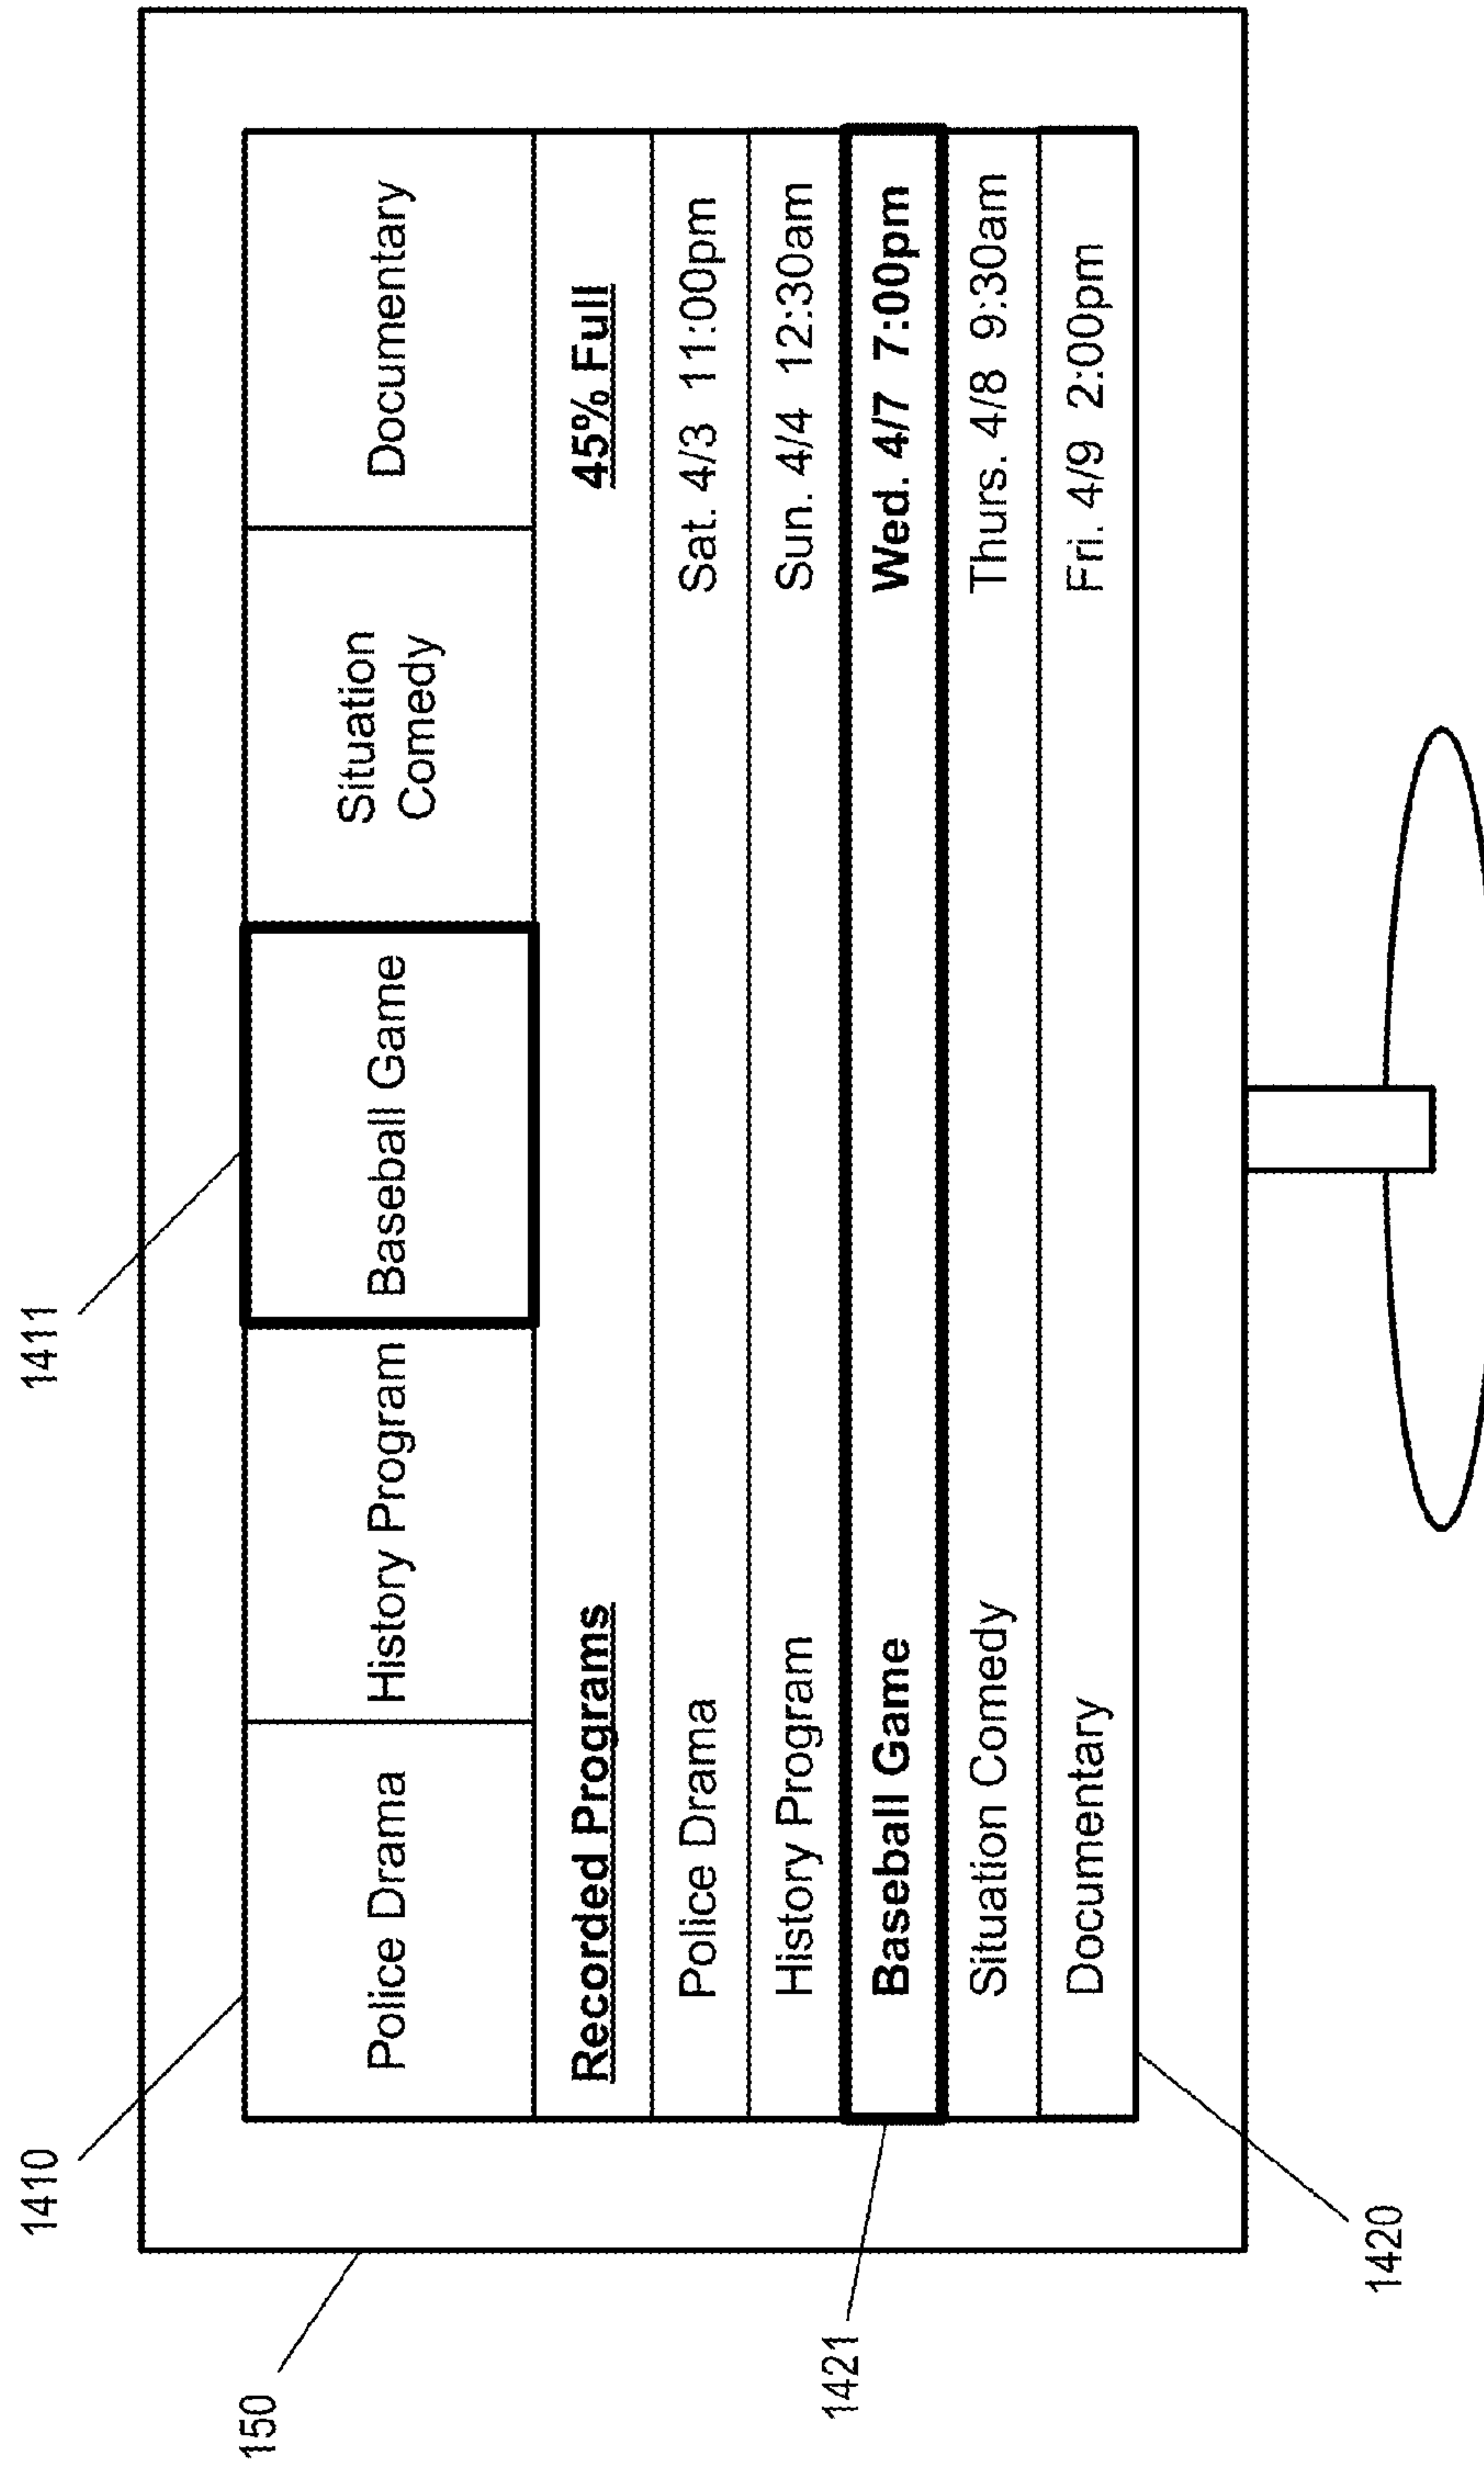 1410
1411
150
Police Drama
History Program
Baseball Game
Situation
Comedy
Documentary
Recorded Programs 45% Full
Police Drama Sat. 4/3 11:00pm
History Program Sun. 4/4 12:30am
Baseball Game Wed. 4/7 7:00pm
Situation Comedy Thurs. 4/8 9:30am
Documentary Fri. 4/9 2:00pm
1421
1420